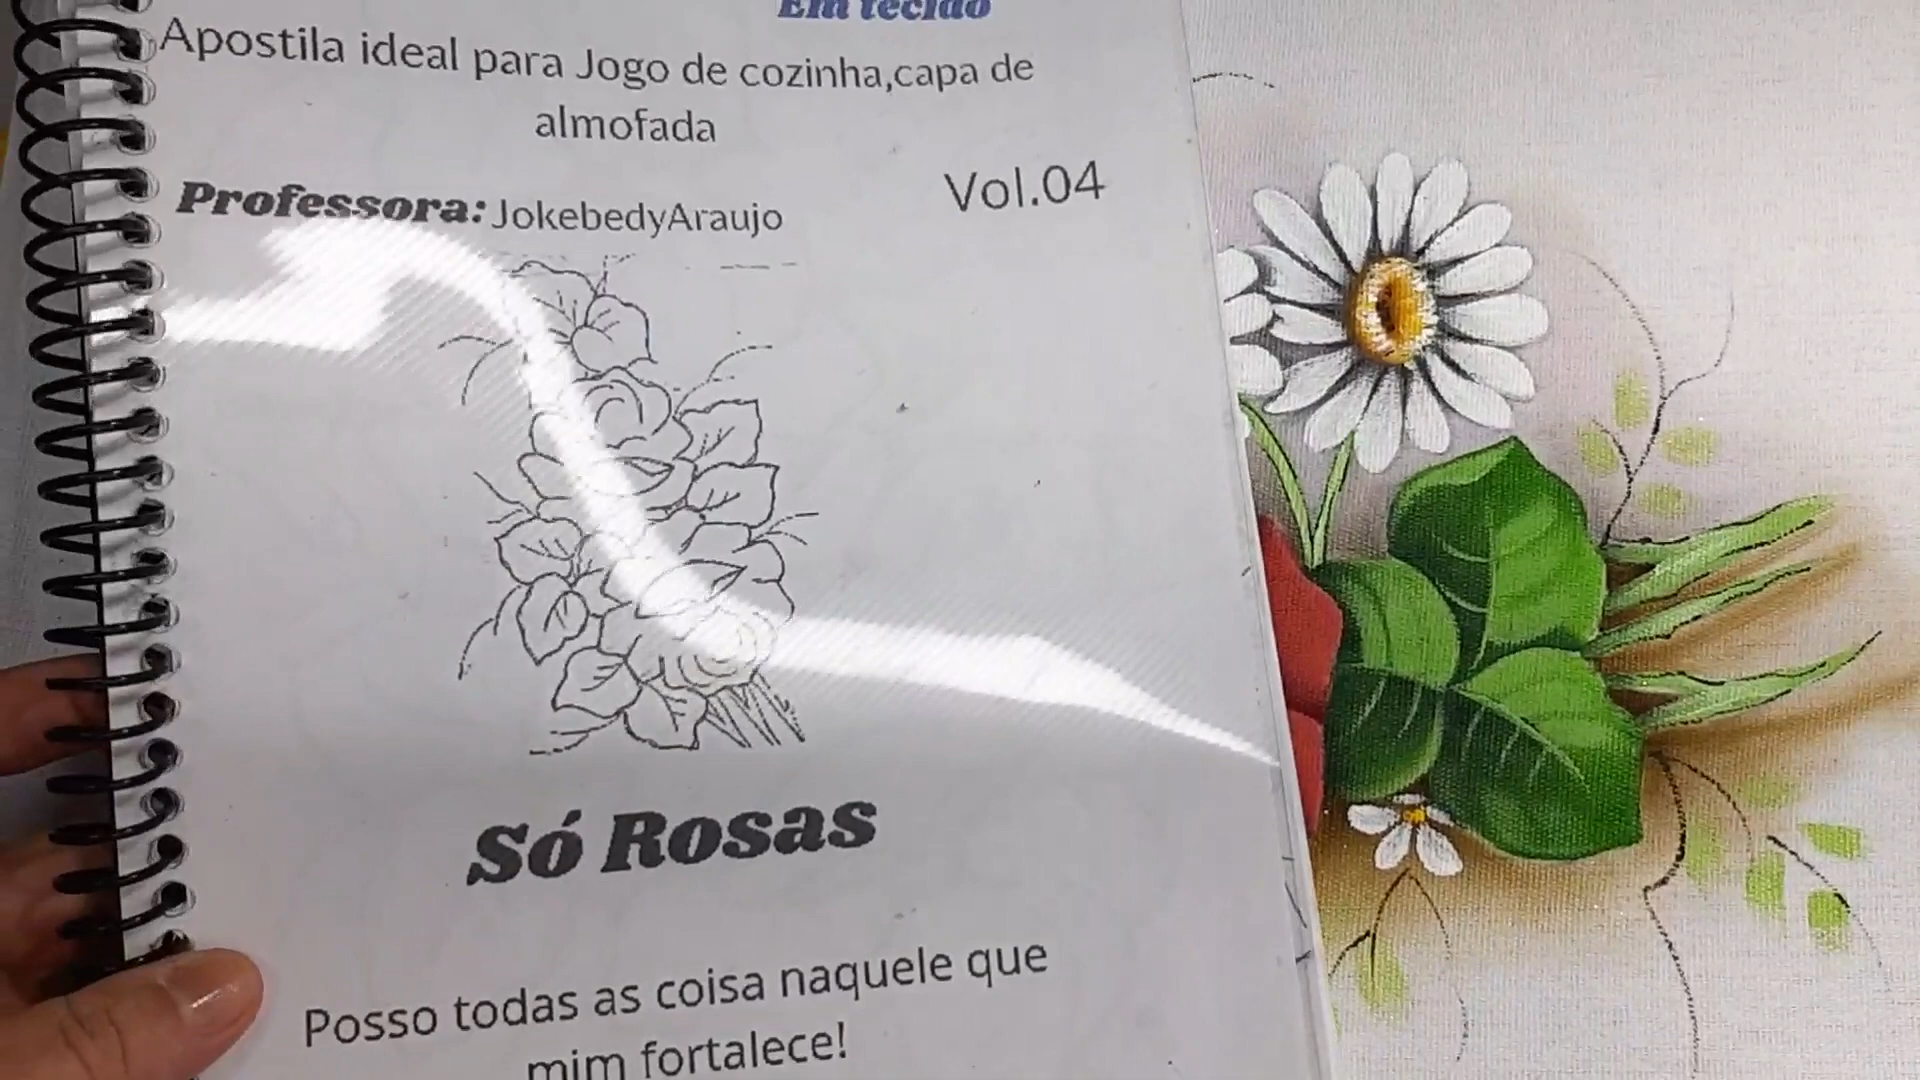 Em tecido
Apostila ideal para Jogo de cozinha,capa de
almofada
Vol.04
Professora: JokebedyAraujo
Só Rosas
Posso todas as coisa naquele que
mim fortalece!